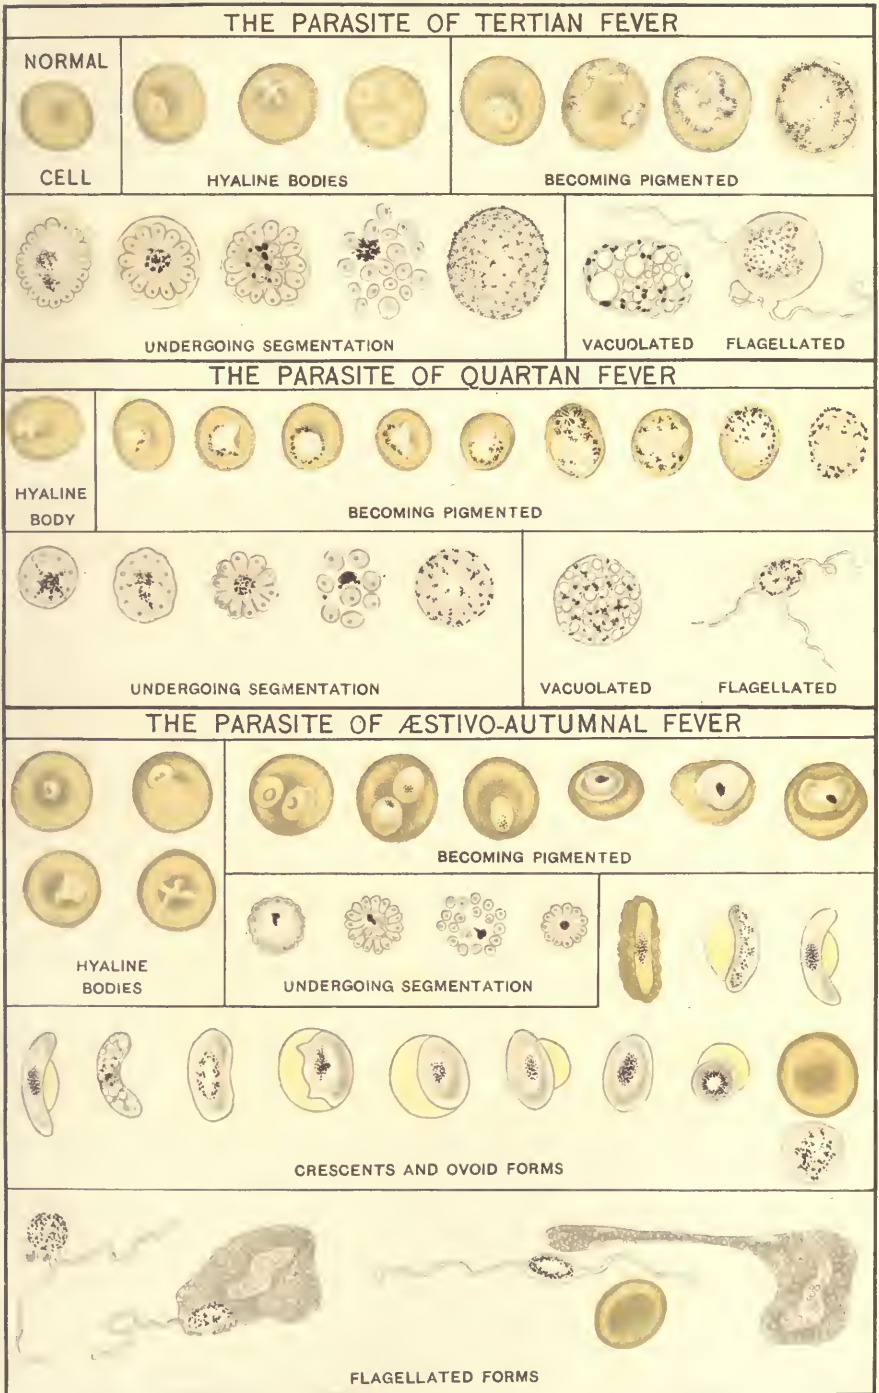 THE PARASITE OF TERTIAN FEVER
NORMAL
CELL
HYALINE BODIES
BECOMING PIGMENTED
UNDERGOING SEGMENTATION
VACUOLATED
FLAGELLATED
THE PARASITE OF QUARTAN FEVER
HYALINE
BODY
BECOMING PIGMENTED
UNDERGOING SEGMENTATION
VACUOLATED
FLAGELLATED
THE PARASITE OF ÆSTIVO-AUTUMNAL FEVER
HYALINE
BODIES
BECOMING PIGMENTED
UNDERGOING SEGMENTATION
CRESCENTS AND OVOID FORMS
FLAGELLATED FORMS